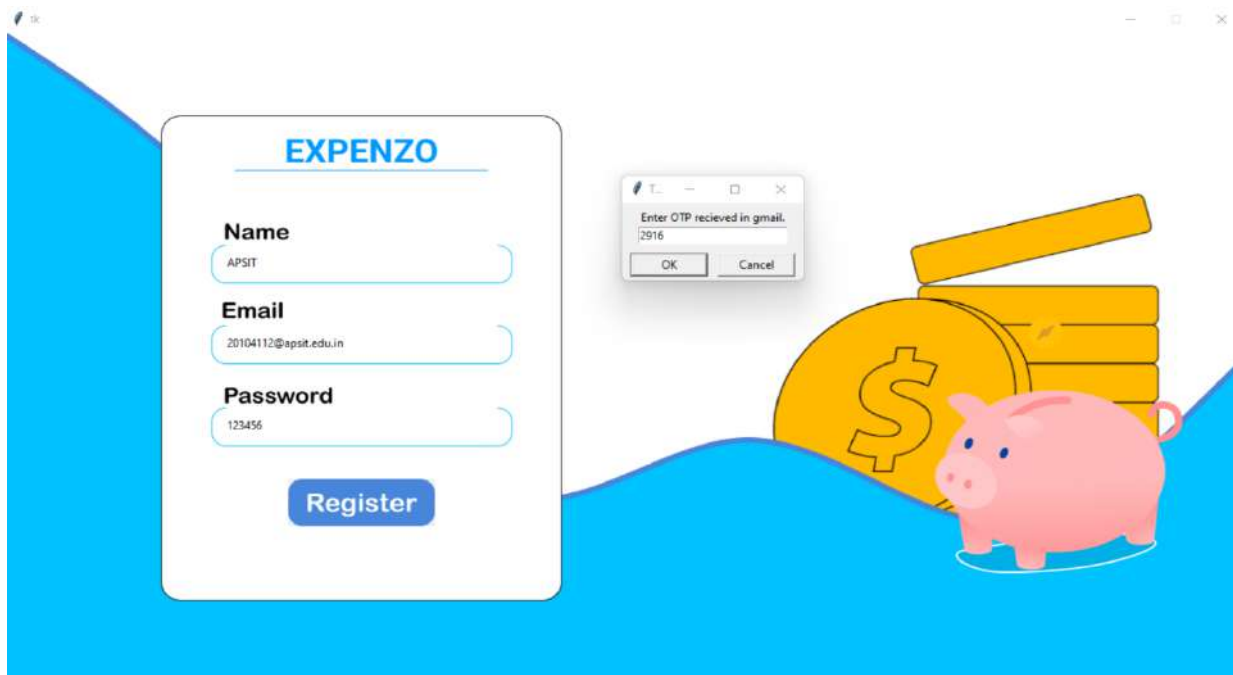 tk
EXPENZO
Name
APSIT
Email
20104112@apsit.edu.in
Password
123456
Register
T...
Enter OTP recieved in gmail.
2916
OK
Cancel
$